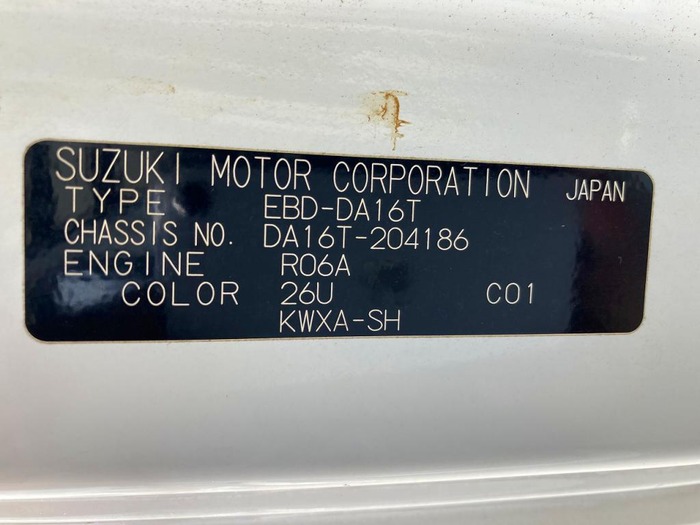 SUZUKI MOTOR CORPORATION JAPAN
TYPE EBD-DA16T
CHASSIS NO. DA16T-204186
ENGINE R06A
COLOR 26U C01
KWXA-SH